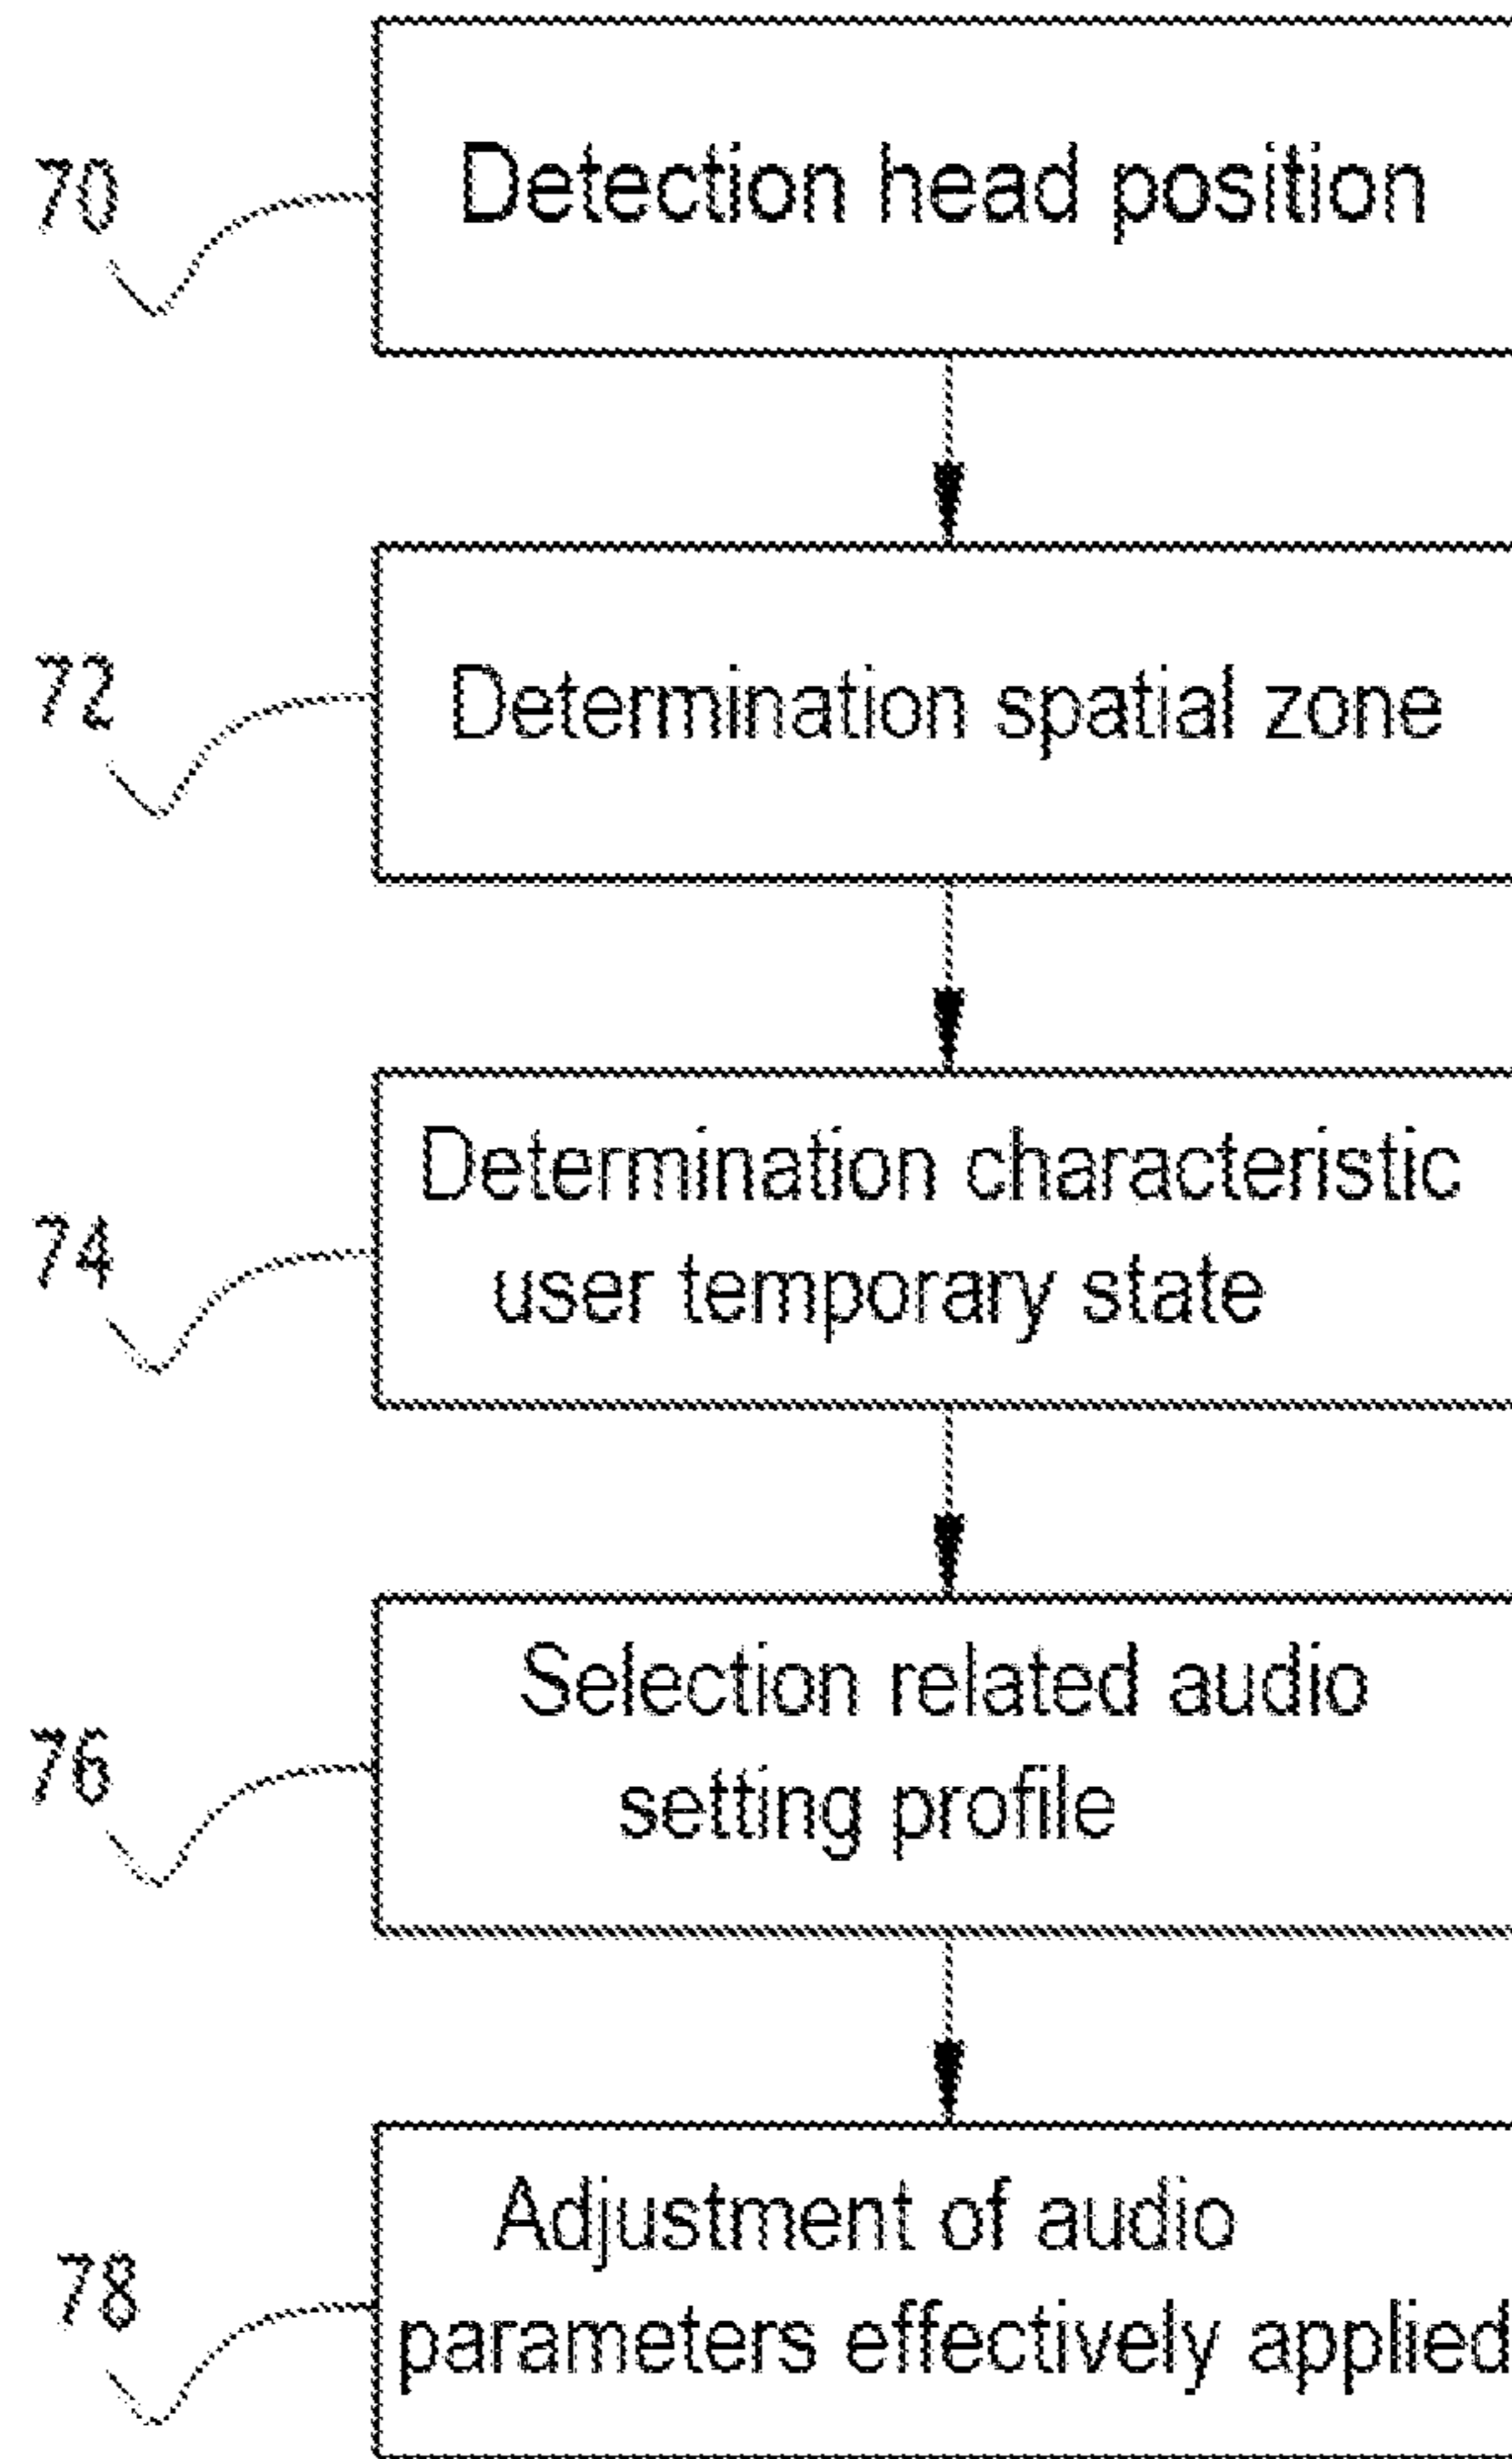 70
Detection head position
72
Determination spatial zone
74
Determination characteristic
user temporary state
76
Selection related audio
setting profile
78
Adjustment of audio
parameters effectively applied